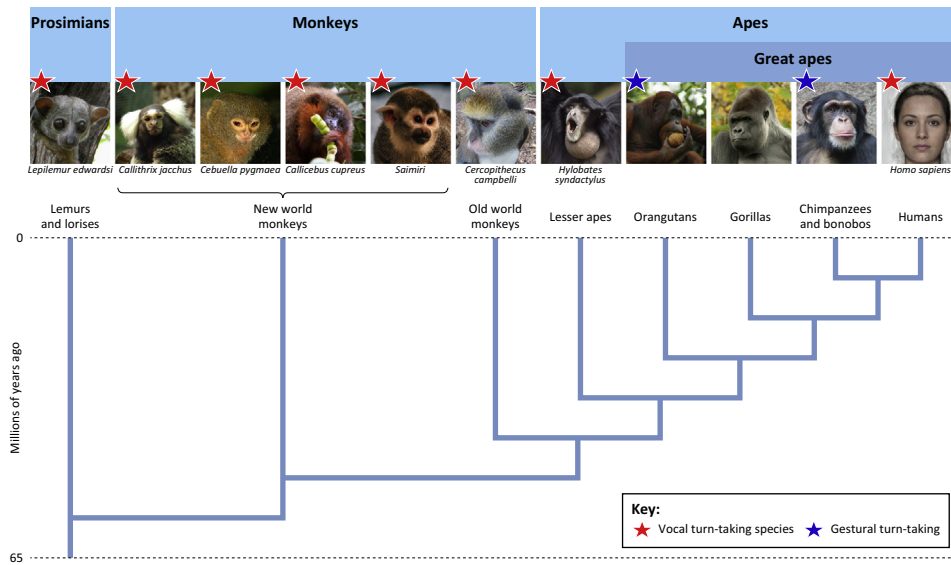 Prosimians
Monkeys
Apes
Great apes
Lepilemur edwardsi
Callithrix jacchus
Cebuella pygmaea
Callicebus cupreus
Saimiri
Cercopithecus
campbelli
Hylobates
syndactylus
Homo sapiens
Lemurs
and lorises
New world
monkeys
Old world
monkeys
Lesser apes
Orangutans
Gorillas
Chimpanzees
and bonobos
Humans
0
Millions of years ago
65
Key:
Vocal turn-taking species
Gestural turn-taking